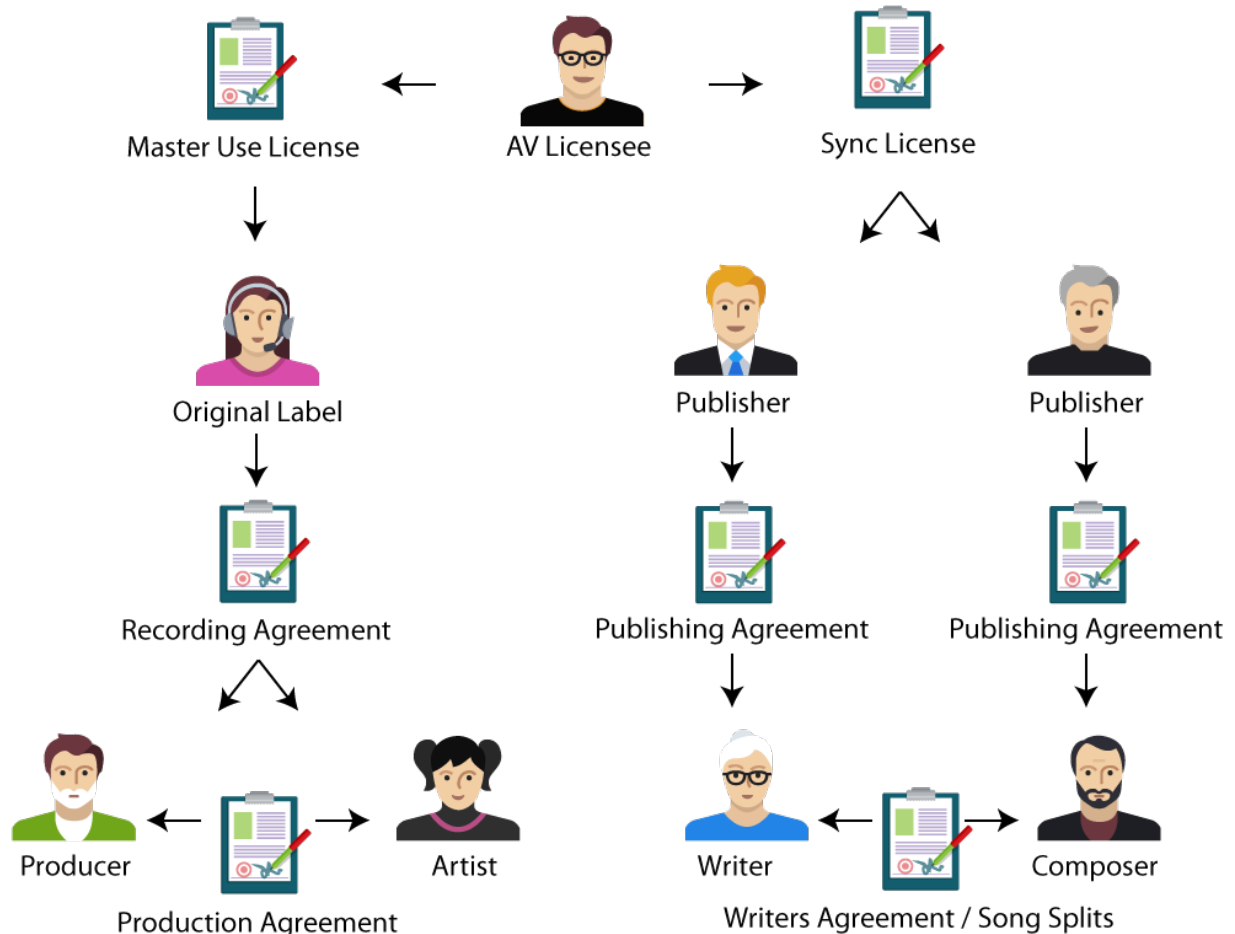 Master Use License
AV Licensee
Sync License
Original Label
Publisher
Publisher
Recording Agreement
Publishing Agreement
Publishing Agreement
Producer
Artist
Writer
Composer
Production Agreement
Writers Agreement / Song Splits